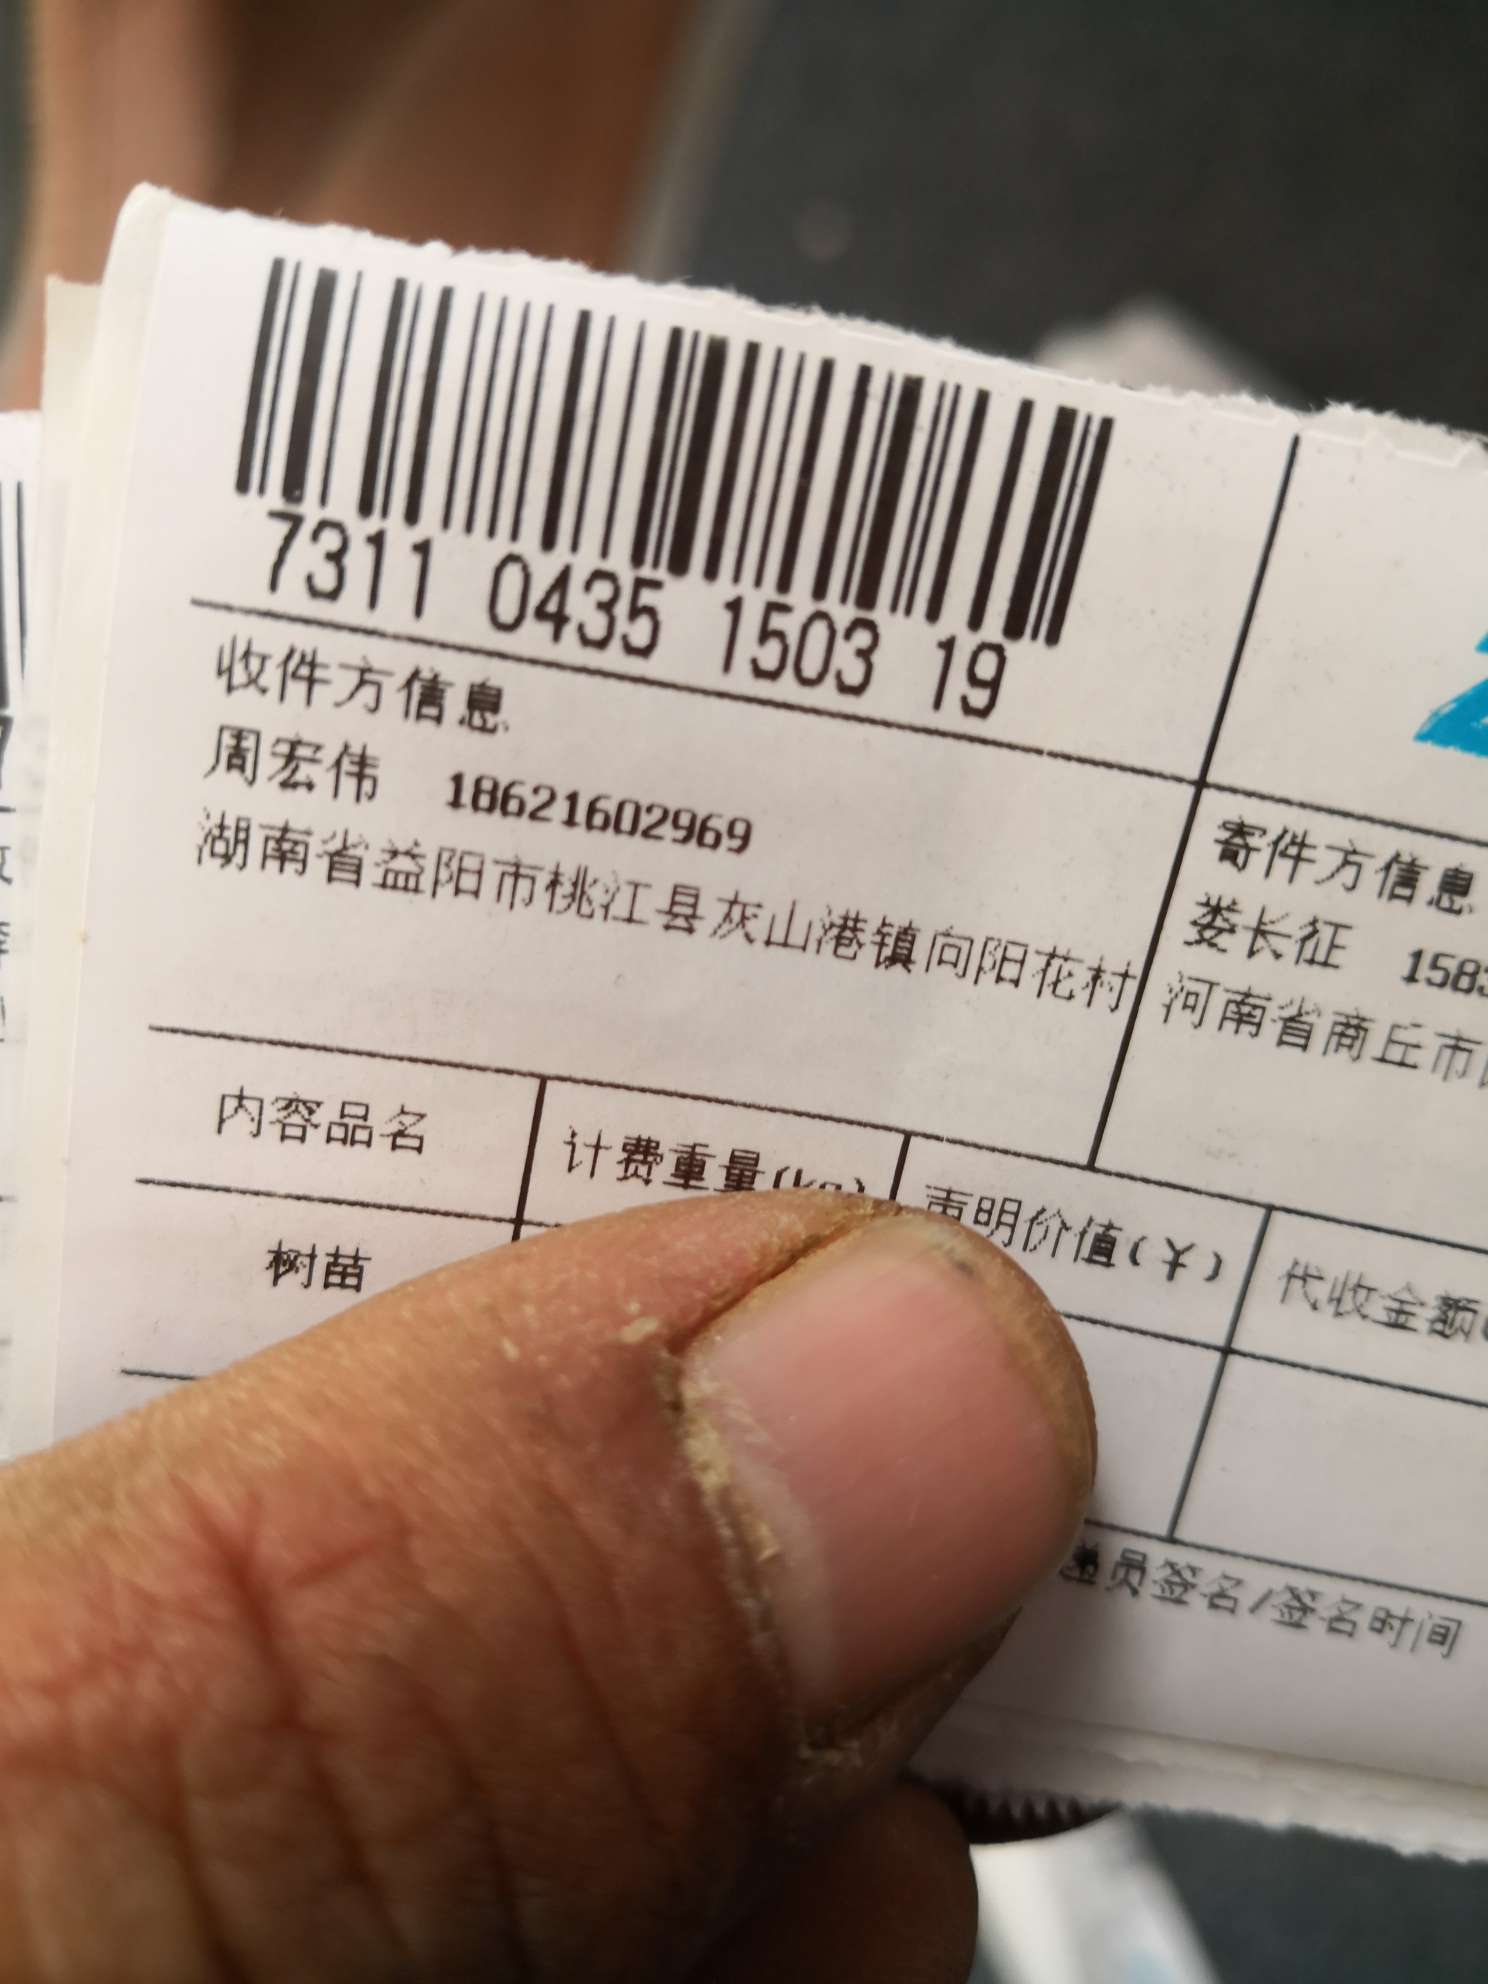 7311 0435 1503 19
收件方信息
周宏伟 18621602969
湖南省益阳市桃江县灰山港镇向阳花村
寄件方信息
娄长征 1583
河南省商丘市
内容品名
计费重量(kg)
声明价值(¥)
代收金额
树苗
员签名/签名时间